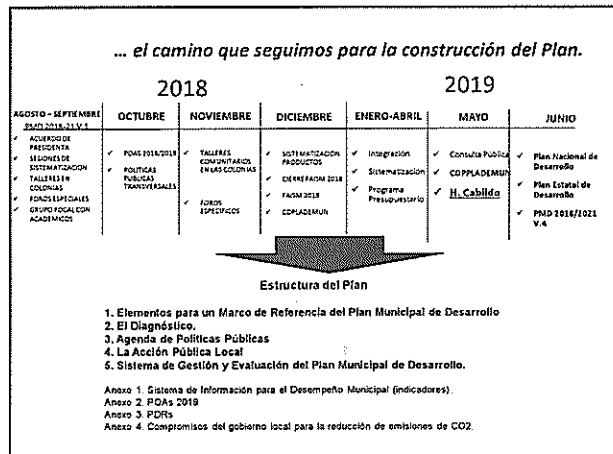 ... el camino que seguimos para la construcción del Plan.
2018
2019
AGOSTO - SEPTIEMBRE
PMD 2018-21 V.1
✓ ACUERDO DE
PRESIDENTA
✓ SESIONES DE
SISTEMATIZACIÓN
✓ TALLERES EN
COLONIAS
✓ FOROS ESPECIALES
✓ GRUPO FOCAL CON
ACADEMICOS
OCTUBRE
✓ POAS 2018/2019
✓ POLITICAS
PUBLICAS
TRANSVERSALES
NOVIEMBRE
✓ TALLERES
COMUNITARIOS
EN LAS COLONIAS
✓ FOROS
ESPECIFICOS
DICIEMBRE
✓ SISTEMATIZACIÓN
PRODUCTOS
✓ CIERRE FAISM 2018
✓ FAISM 2019
✓ COPLADEMUN
ENERO-ABRIL
✓ Integración
✓ Sistematización
✓ Programa
Presupuestario
MAYO
✓ Consulta Pública
✓ COPPLADEMUN
✓ H. Cabildo
JUNIO
✓ Plan Nacional de
Desarrollo
✓ Plan Estatal de
Desarrollo
✓ PMD 2018/2021
V.4
Estructura del Plan
1. Elementos para un Marco de Referencia del Plan Municipal de Desarrollo
2. El Diagnóstico.
3. Agenda de Políticas Públicas
4. La Acción Pública Local
5. Sistema de Gestión y Evaluación del Plan Municipal de Desarrollo.
Anexo 1. Sistema de Información para el Desempeño Municipal (indicadores).
Anexo 2. POAs 2019
Anexo 3. PDRs
Anexo 4. Compromisos del gobierno local para la reducción de emisiones de CO2.